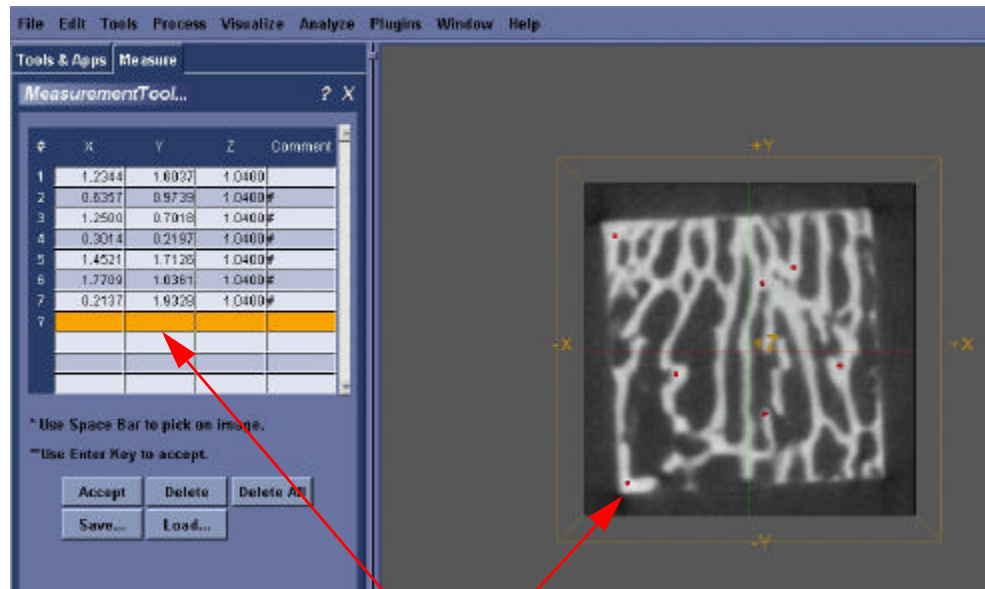 File Edit Tools Process Visualize Analyze Plugins Window Help
Tools & Apps Measure
MeasurementTool... ? X
# X Y Z Comment
1 1.2344 1.6037 1.0400
2 0.6357 0.9739 1.0400 #
3 1.2500 0.7018 1.0400 #
4 0.3014 0.2197 1.0400 #
5 1.4521 1.7126 1.0400 #
6 1.7709 1.0361 1.0400 #
7 0.2137 1.9328 1.0400 #
7
* Use Space Bar to pick on image.
**Use Enter Key to accept.
Accept Delete Delete All
Save... Load...
+Y
-X +Z +X
-Y